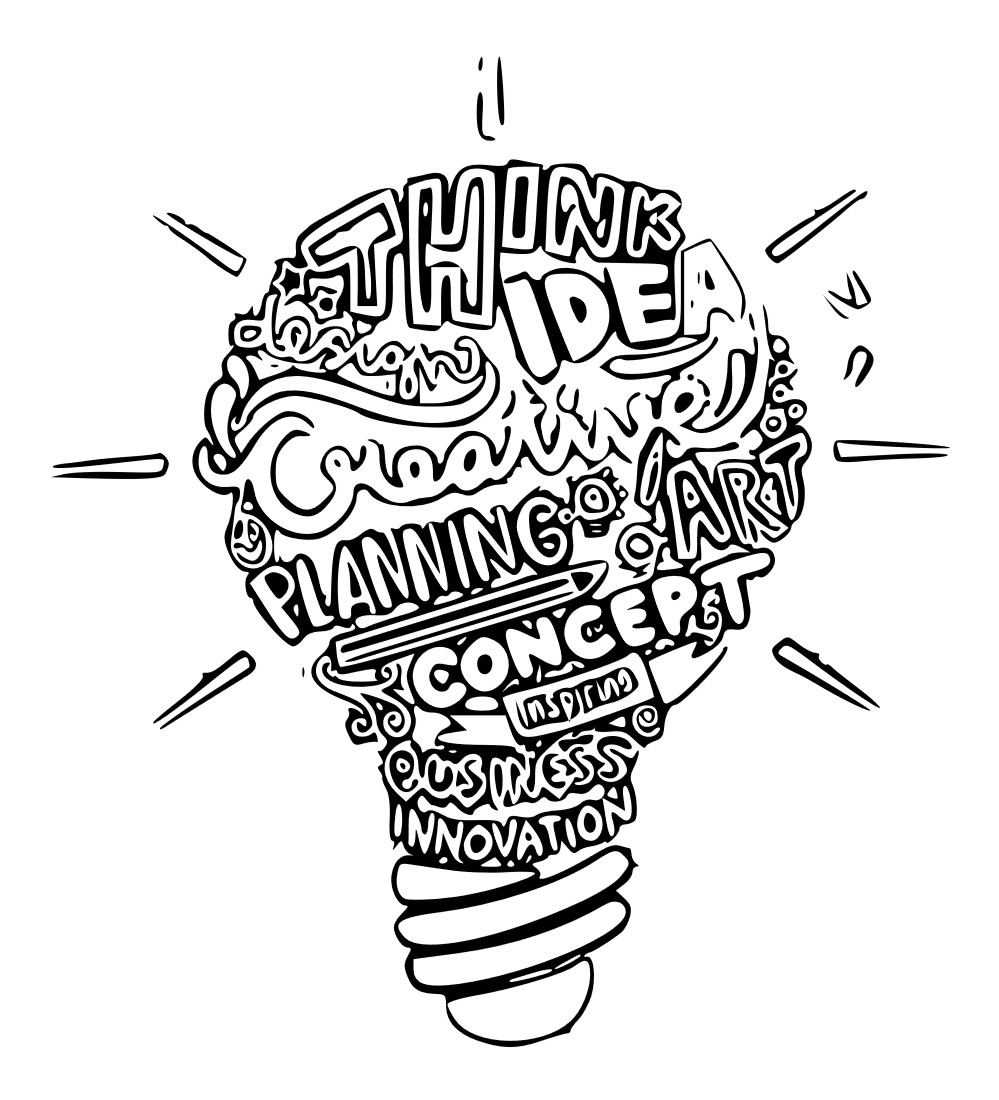 THINK
IDEA
design
Creative
PLANNING
ART
CONCEPT
Inspiring
BUSINESS
INNOVATION